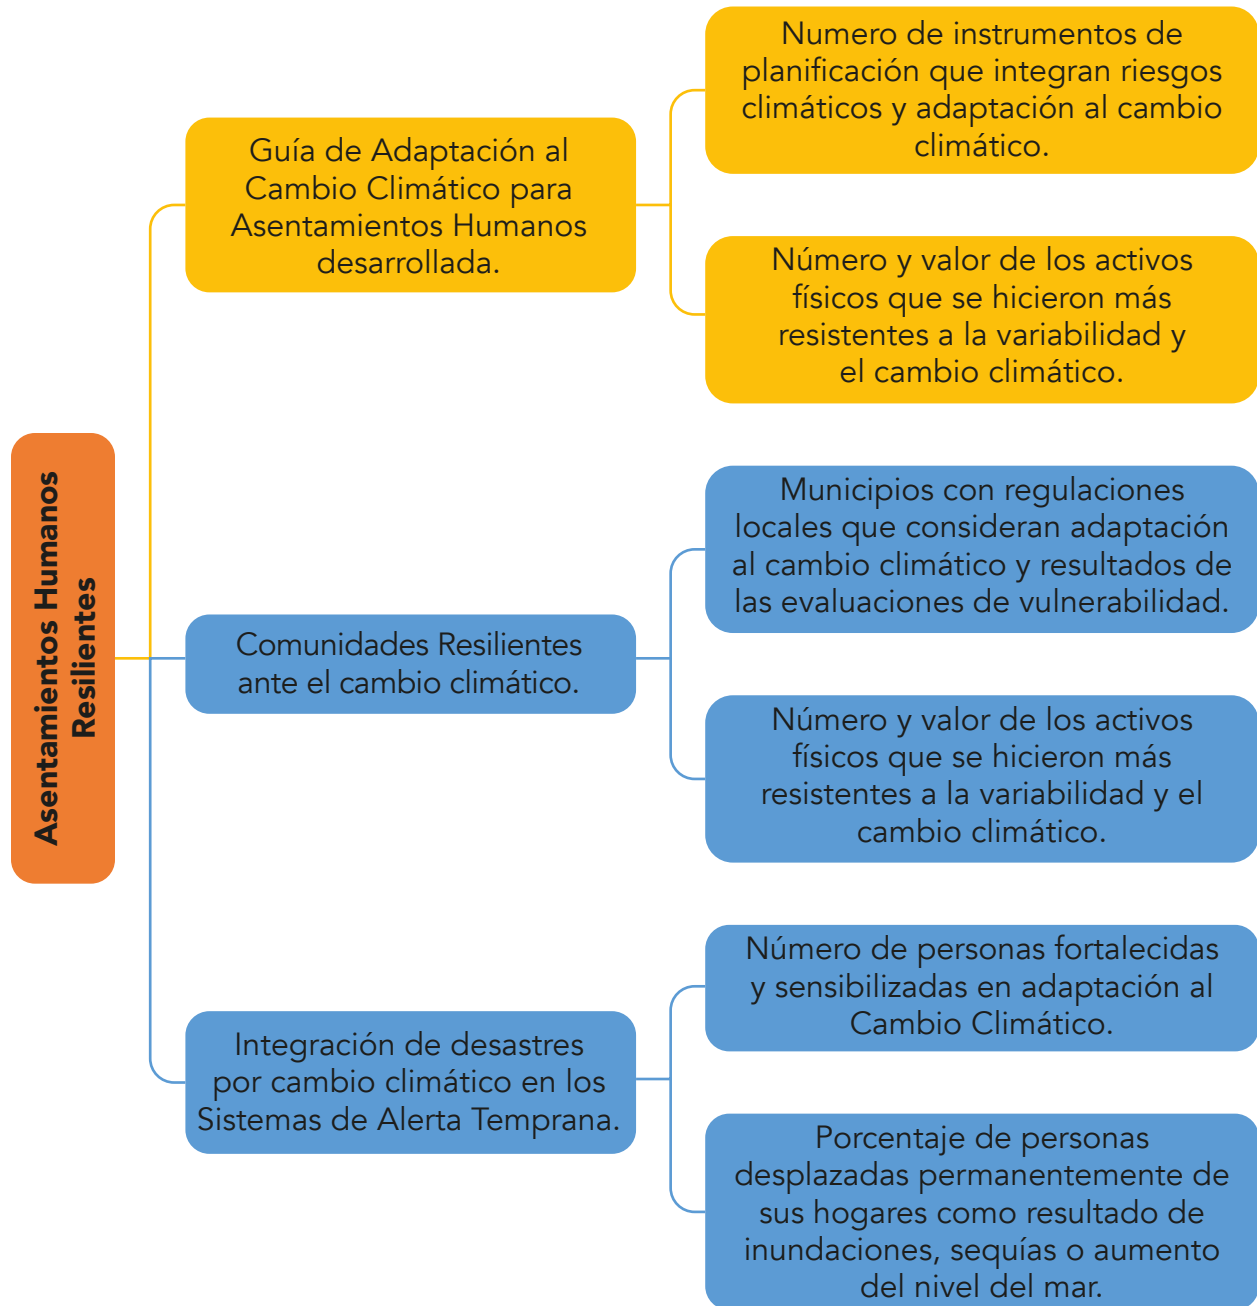 Asentamientos Humanos
Resilientes
Guía de Adaptación al
Cambio Climático para
Asentamientos Humanos
desarrollada.
Numero de instrumentos de
planificación que integran riesgos
climáticos y adaptación al cambio
climático.
Número y valor de los activos
físicos que se hicieron más
resistentes a la variabilidad y
el cambio climático.
Comunidades Resilientes
ante el cambio climático.
Municipios con regulaciones
locales que consideran adaptación
al cambio climático y resultados de
las evaluaciones de vulnerabilidad.
Número y valor de los activos
físicos que se hicieron más
resistentes a la variabilidad y el
cambio climático.
Integración de desastres
por cambio climático en los
Sistemas de Alerta Temprana.
Número de personas fortalecidas
y sensibilizadas en adaptación al
Cambio Climático.
Porcentaje de personas
desplazadas permanentemente de
sus hogares como resultado de
inundaciones, sequías o aumento
del nivel del mar.